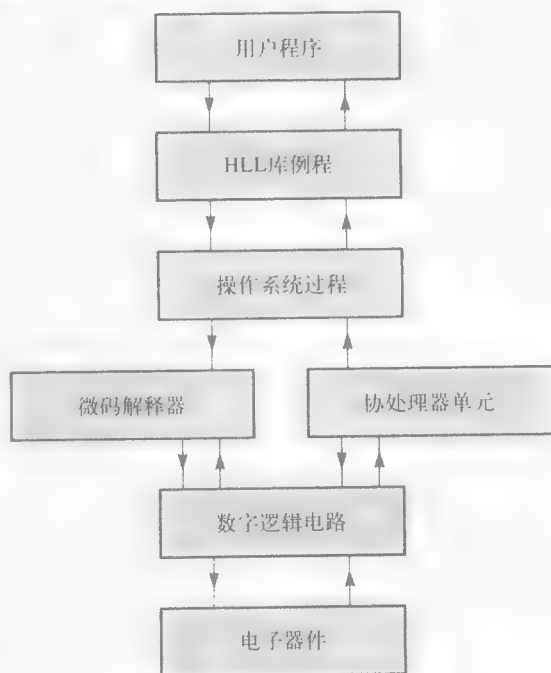 用户程序
HLL库例程
操作系统过程
微码解释器
协处理器单元
数字逻辑电路
电子器件